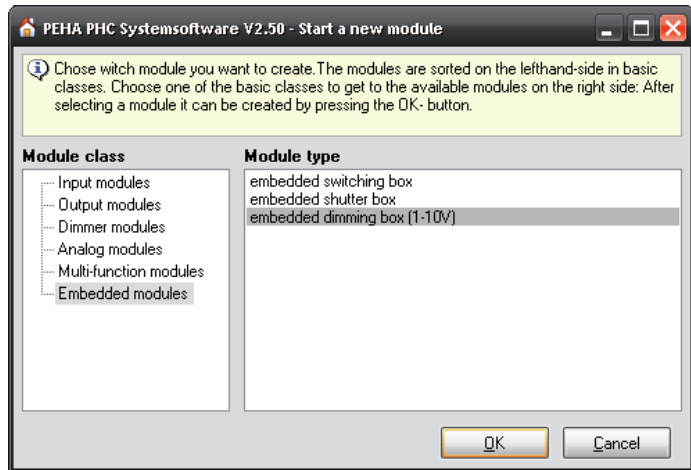 PEHA PHC Systemsoftware V2.50 - Start a new module
Chose witch module you want to create.The modules are sorted on the lefthand-side in basic
classes. Choose one of the basic classes to get to the available modules on the right side: After
selecting a module it can be created by pressing the OK- button.
Module class
Input modules
Output modules
Dimmer modules
Analog modules
Multi-function modules
Embedded modules
Module type
embedded switching box
embedded shutter box
embedded dimming box (1-10V)
OK
Cancel